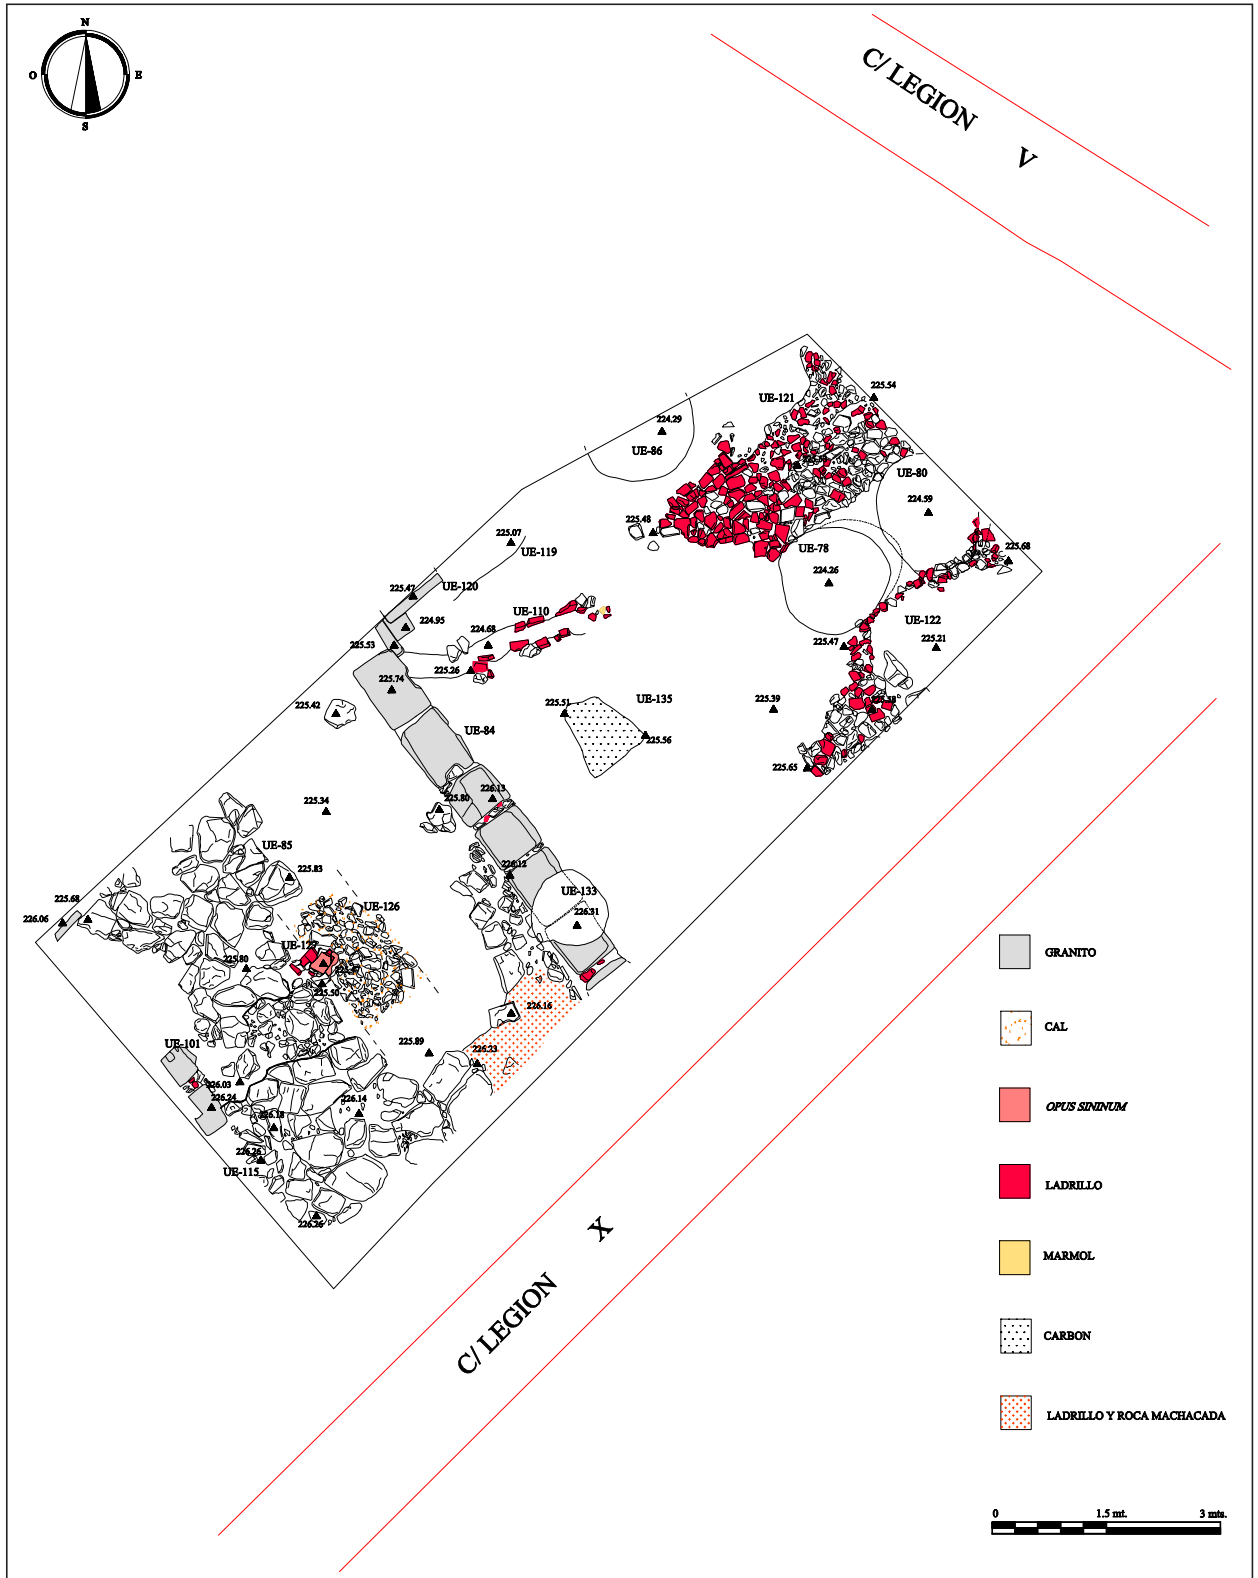 N
O
E
S
C/ LEGION V
224.29
UE-86
UE-121
225.54
UE-80
224.59
225.48
225.07
UE-119
UE-78
224.26
225.68
225.47
UE-120
224.95
225.53
UE-110
224.68
225.26
UE-122
225.47
225.21
225.74
225.42
UE-84
225.51
UE-135
225.56
225.39
225.65
225.34
225.80
226.13
UE-85
225.83
226.12
UE-133
226.31
225.68
226.06
UE-126
UE-127
225.80
225.50
226.16
225.89
226.23
UE-101
226.03
226.24
226.18
226.14
226.26
UE-115
226.26
C/ LEGION X
GRANITO
CAL
OPUS SININUM
LADRILLO
MARMOL
CARBON
LADRILLO Y ROCA MACHACADA
0 1.5 mt. 3 mts.